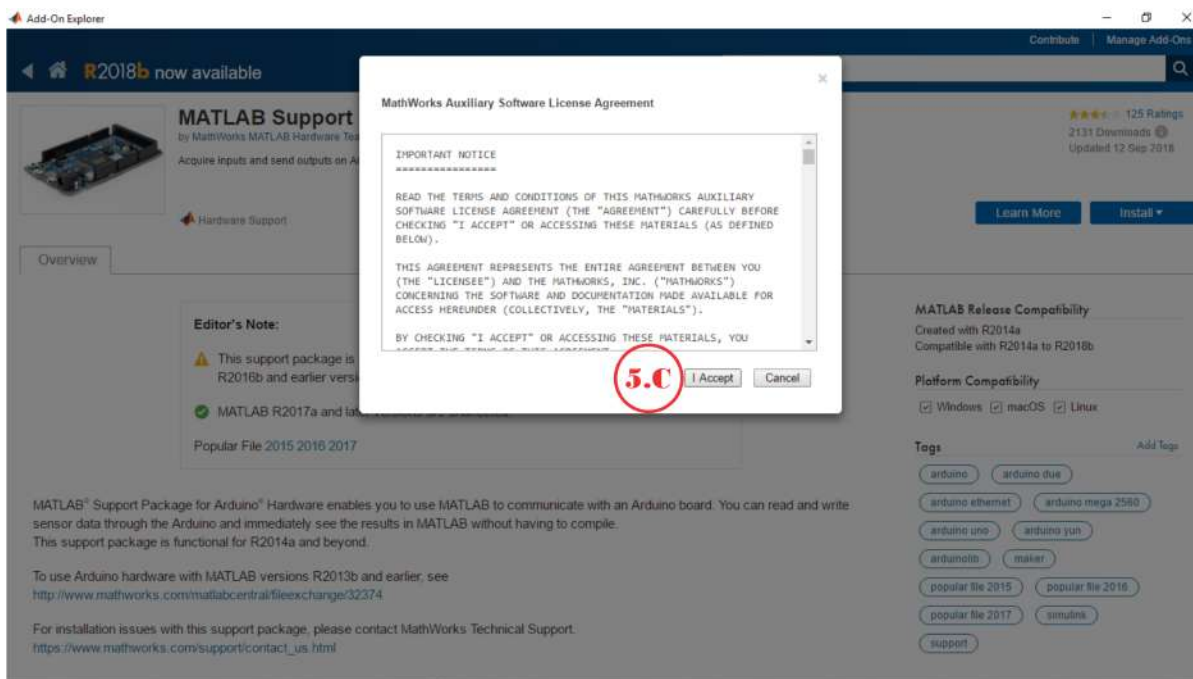 Add-On Explorer
Contribute | Manage Add-Ons
R2018b now available
MATLAB Support
by MathWorks MATLAB Hardware Tea
Acquire inputs and send outputs on A
Hardware Support
125 Ratings
2131 Downloads
Updated 12 Sep 2018
Learn More
Install
Overview
MathWorks Auxiliary Software License Agreement
IMPORTANT NOTICE
================
READ THE TERMS AND CONDITIONS OF THIS MATHWORKS AUXILIARY
SOFTWARE LICENSE AGREEMENT (THE "AGREEMENT") CAREFULLY BEFORE
CHECKING "I ACCEPT" OR ACCESSING THESE MATERIALS (AS DEFINED
BELOW).
THIS AGREEMENT REPRESENTS THE ENTIRE AGREEMENT BETWEEN YOU
(THE "LICENSEE") AND THE MATHWORKS, INC. ("MATHWORKS")
CONCERNING THE SOFTWARE AND DOCUMENTATION MADE AVAILABLE FOR
ACCESS HEREUNDER (COLLECTIVELY, THE "MATERIALS").
BY CHECKING "I ACCEPT" OR ACCESSING THESE MATERIALS, YOU
ACCEPT THE TERMS OF THIS AGREEMENT
5.C
I Accept
Cancel
Editor's Note:
This support package is
R2016b and earlier versi
MATLAB R2017a and later versions are unaffected.
Popular File 2015 2016 2017
MATLAB® Support Package for Arduino® Hardware enables you to use MATLAB to communicate with an Arduino board. You can read and write
sensor data through the Arduino and immediately see the results in MATLAB without having to compile.
This support package is functional for R2014a and beyond.
To use Arduino hardware with MATLAB versions R2013b and earlier, see
http://www.mathworks.com/matlabcentral/fileexchange/32374
For installation issues with this support package, please contact MathWorks Technical Support.
https://www.mathworks.com/support/contact_us.html
MATLAB Release Compatibility
Created with R2014a
Compatible with R2014a to R2018b
Platform Compatibility
Windows macOS Linux
Tags
Add Tags
arduino
arduino due
arduino ethernet
arduino mega 2560
arduino uno
arduino yun
arduinolib
maker
popular file 2015
popular file 2016
popular file 2017
simulink
support